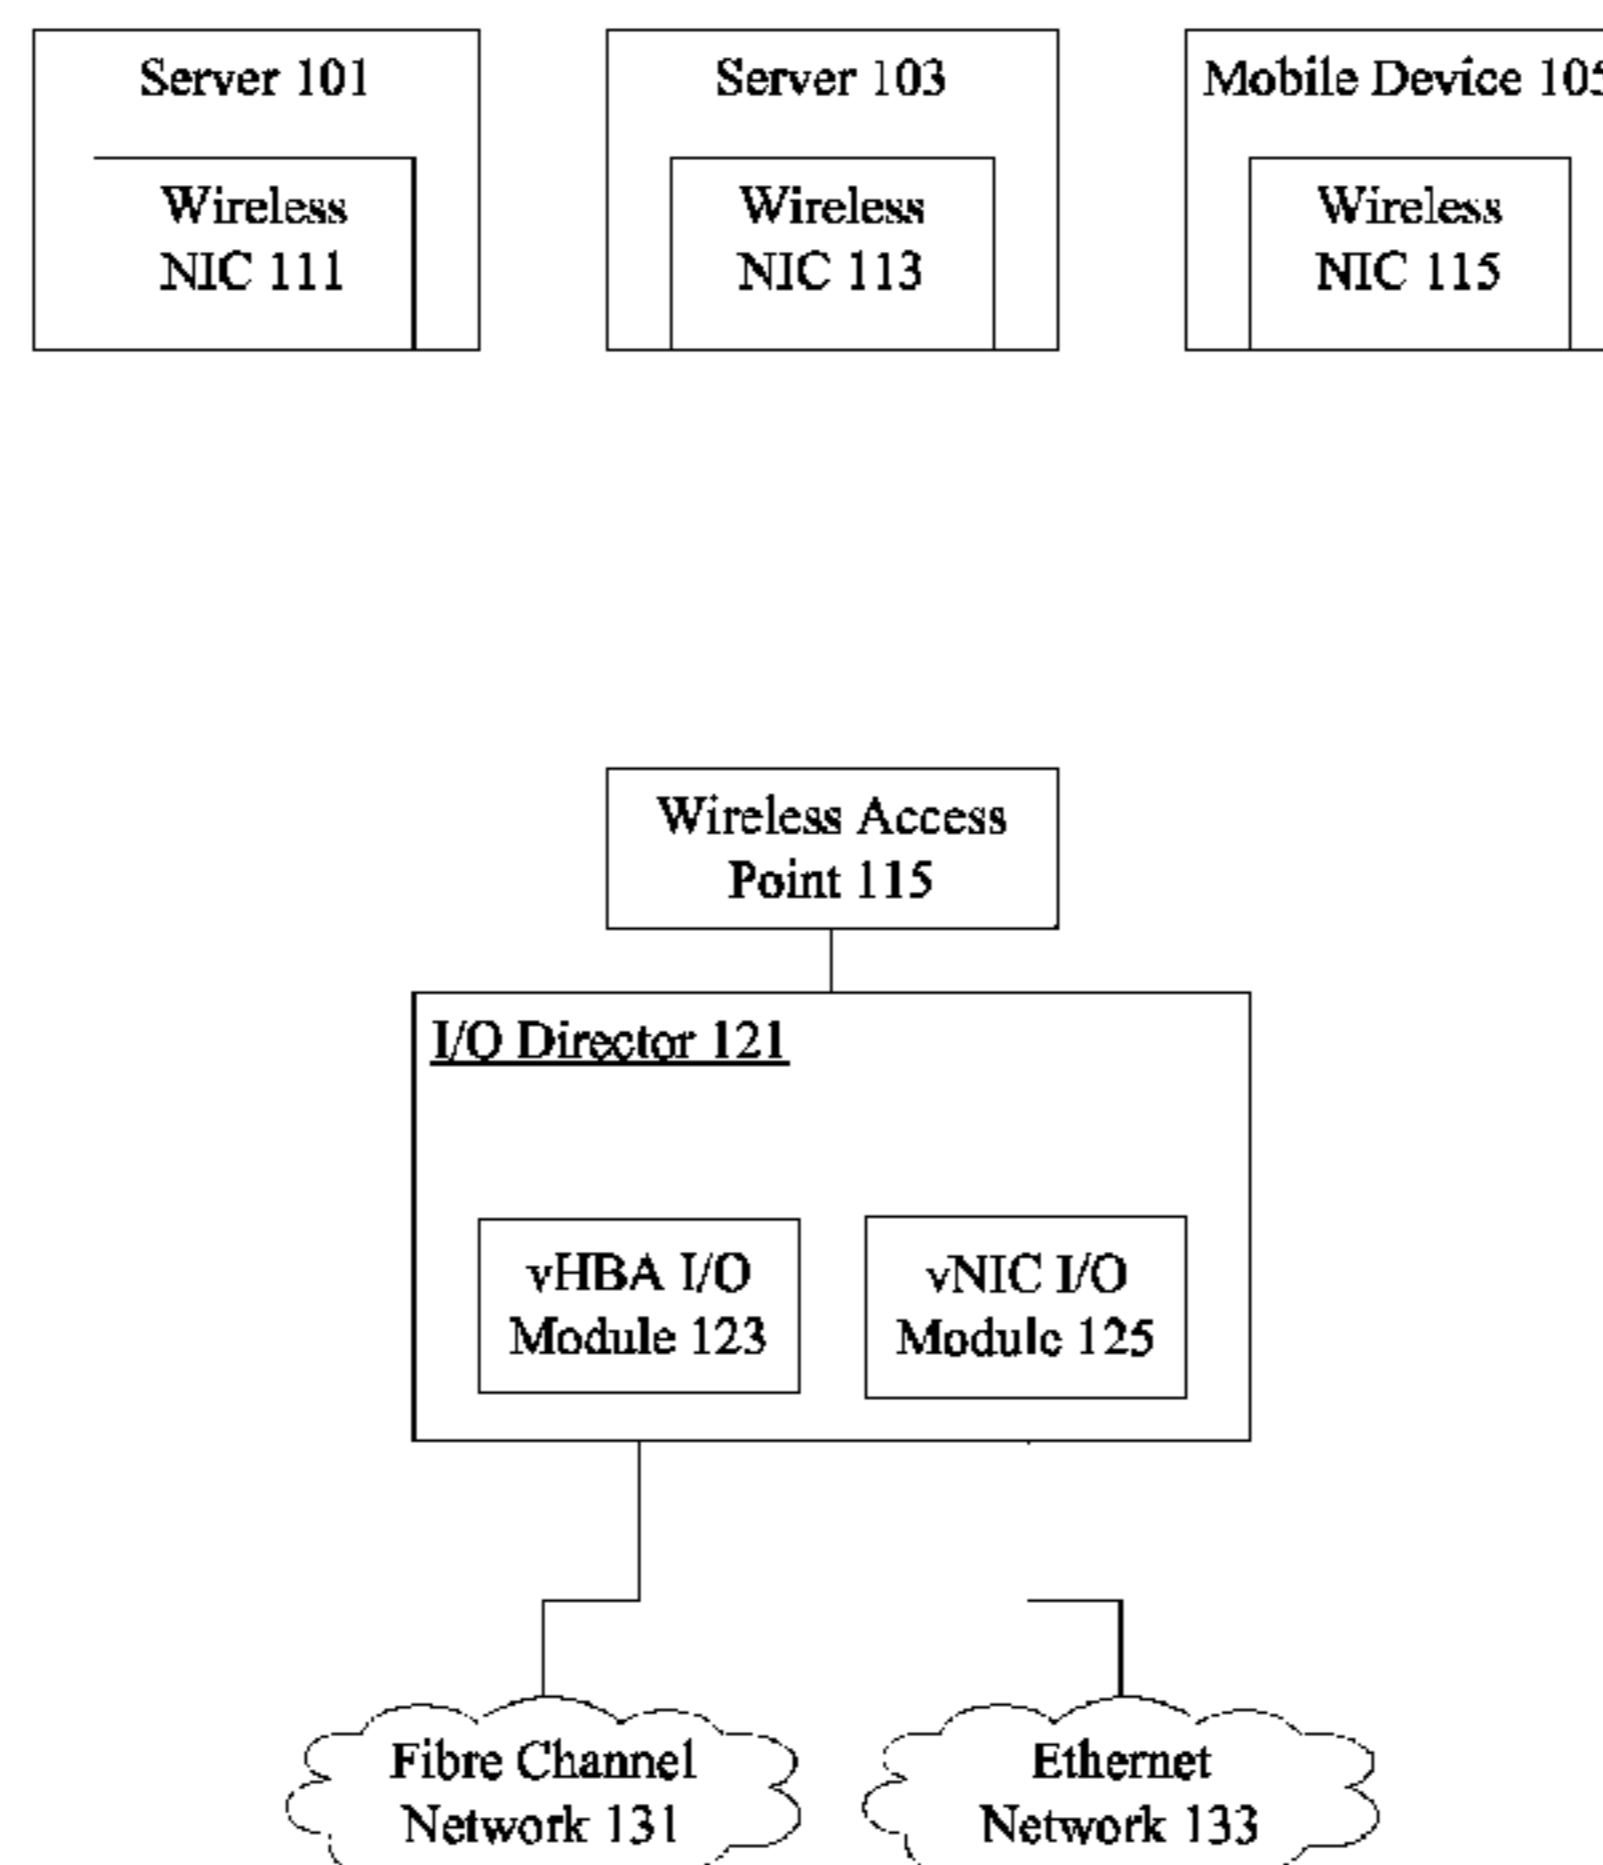 Server 101
Server 103
Mobile Device 105
Wireless
NIC 111
Wireless
NIC 113
Wireless
NIC 115
Wireless Access
Point 115
I/O Director 121
vHBA I/O
Module 123
vNIC I/O
Module 125
Fibre Channel
Network 131
Ethernet
Network 133